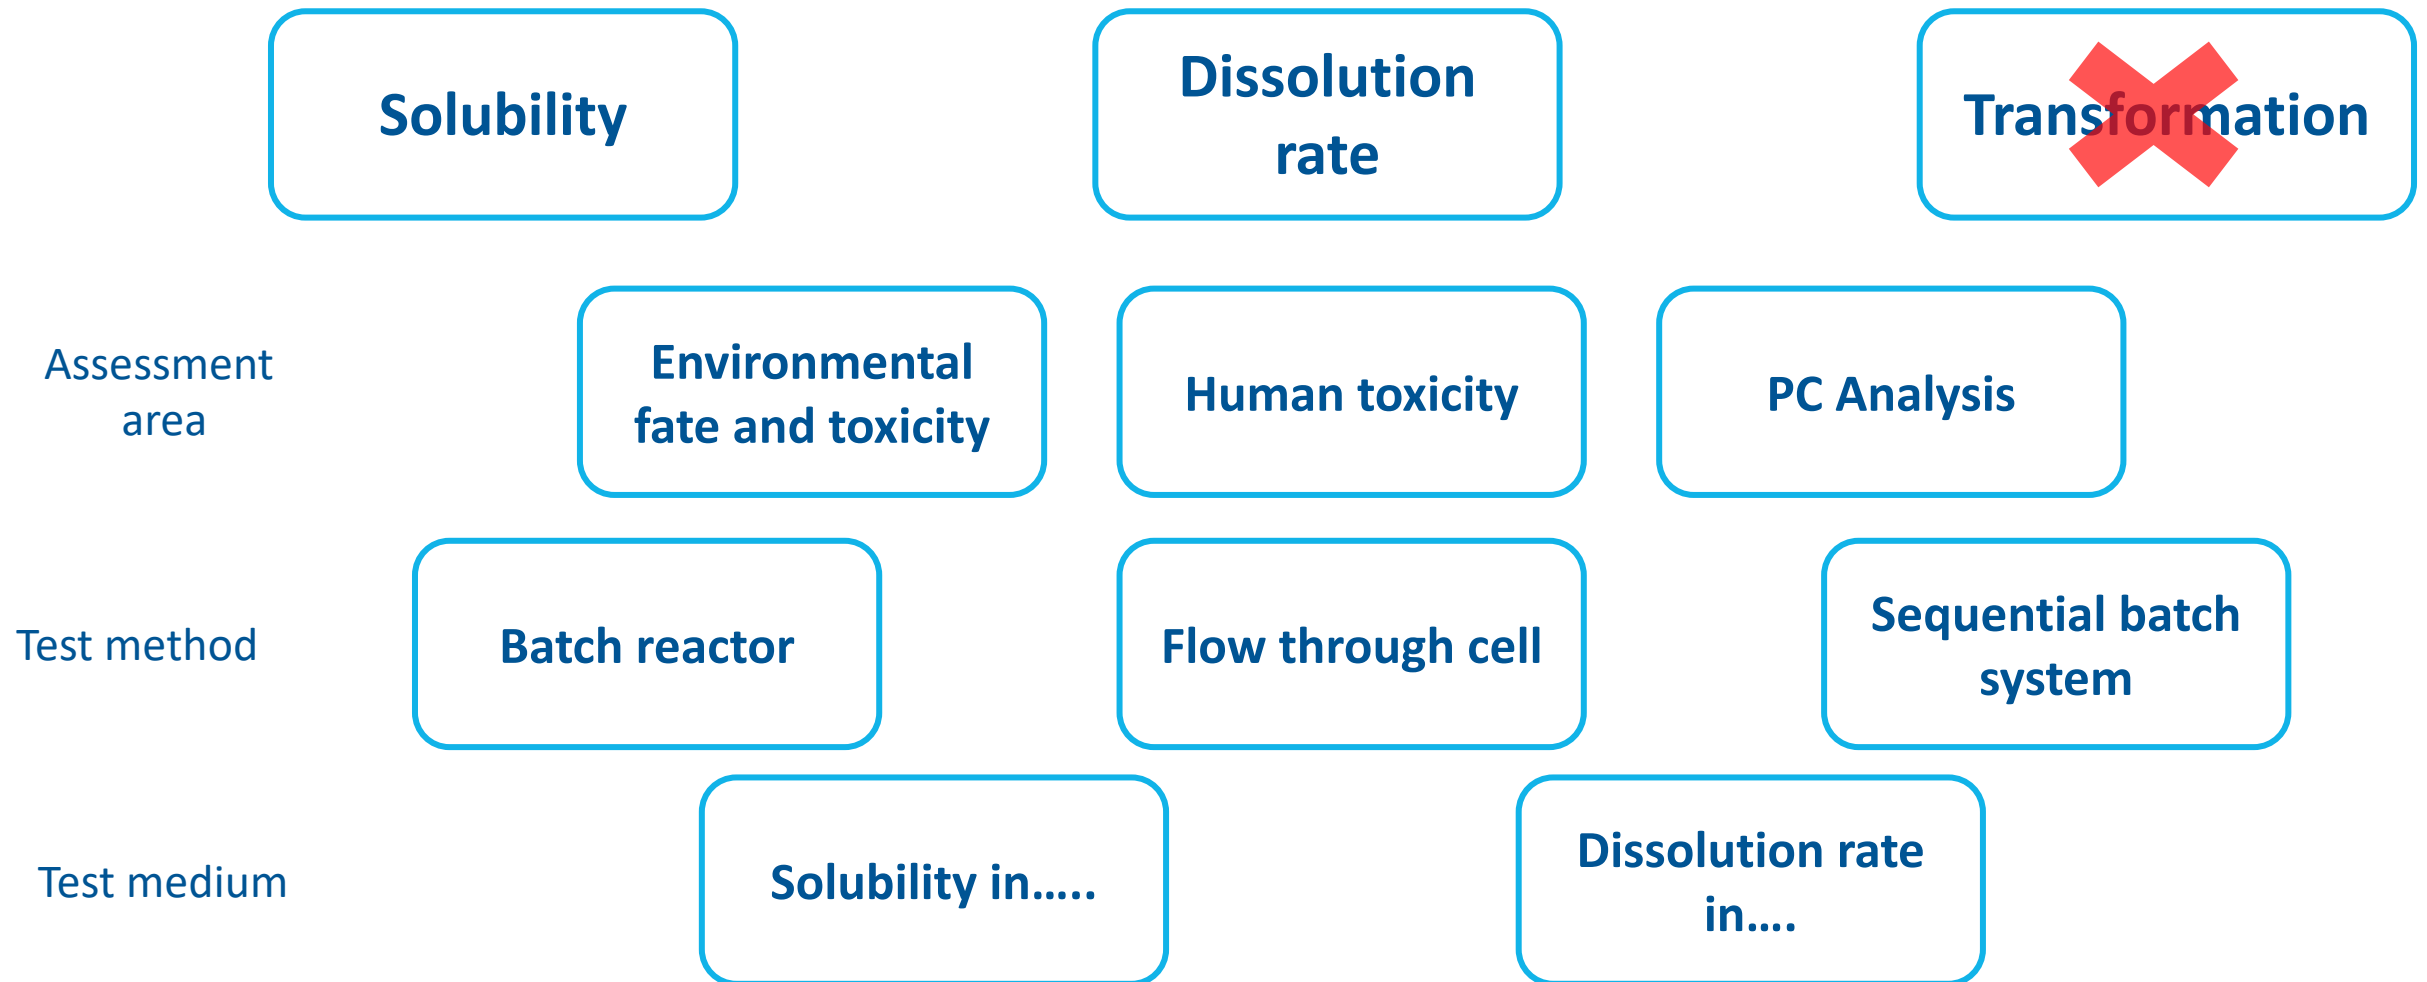 Solubility
Dissolution
rate
Transformation
Assessment
area
Environmental
fate and toxicity
Human toxicity
PC Analysis
Test method
Batch reactor
Flow through cell
Sequential batch
system
Test medium
Solubility in.....
Dissolution rate
in....